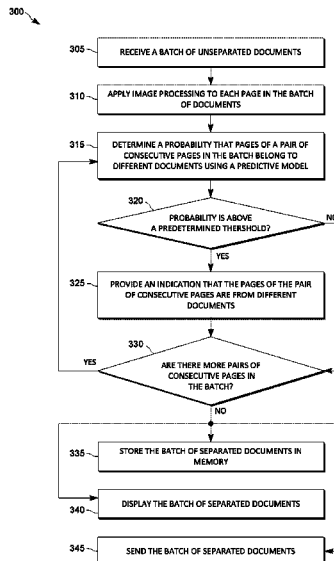 300
305
RECEIVE A BATCH OF UNSEPARATED DOCUMENTS
310
APPLY IMAGE PROCESSING TO EACH PAGE IN THE BATCH
OF DOCUMENTS
315
DETERMINE A PROBABILITY THAT PAGES OF A PAIR OF
CONSECUTIVE PAGES IN THE BATCH BELONG TO
DIFFERENT DOCUMENTS USING A PREDICTIVE MODEL
320
PROBABILITY IS ABOVE
A PREDETERMINED THERSHOLD?
NO
YES
325
PROVIDE AN INDICATION THAT THE PAGES OF THE PAIR
OF CONSECUTIVE PAGES ARE FROM DIFFERENT
DOCUMENTS
330
YES
ARE THERE MORE PAIRS OF
CONSECUTIVE PAGES IN
THE BATCH?
NO
335
STORE THE BATCH OF SEPARATED DOCUMENTS IN
MEMORY
DISPLAY THE BATCH OF SEPARATED DOCUMENTS
340
345
SEND THE BATCH OF SEPARATED DOCUMENTS